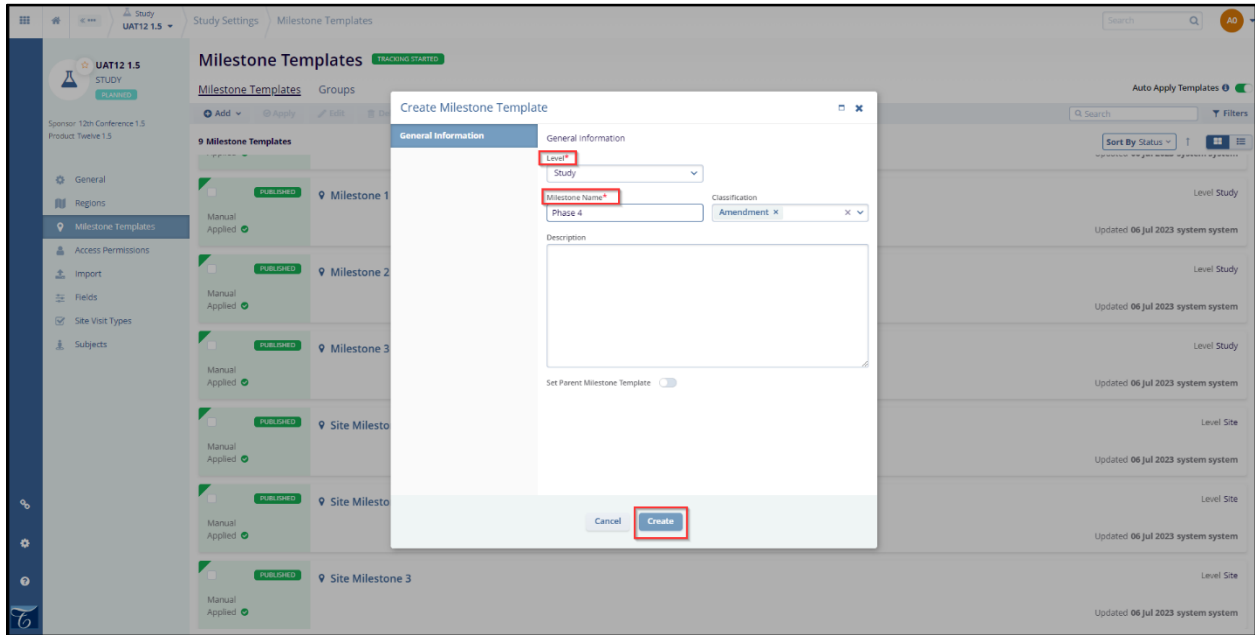 Study
UAT12 1.5
Study Settings
Milestone Templates
Search
AO
UAT12 1.5
STUDY
PLANNED
Sponsor 12th Conference 1.5
Product Twelve 1.5
General
Regions
Milestone Templates
Access Permissions
Import
Fields
Site Visit Types
Subjects
Milestone Templates TRACKING STARTED
Milestone Templates Groups
Auto Apply Templates
Add Apply Edit
Search
Filters
9 Milestone Templates
Sort By Status
PUBLISHED
Milestone 1
Level Study
Manual
Applied
Updated 06 Jul 2023 system system
PUBLISHED
Milestone 2
Level Study
Manual
Applied
Updated 06 Jul 2023 system system
PUBLISHED
Milestone 3
Level Study
Manual
Applied
Updated 06 Jul 2023 system system
PUBLISHED
Site Milesto
Level Site
Manual
Applied
Updated 06 Jul 2023 system system
PUBLISHED
Site Milesto
Level Site
Manual
Applied
Updated 06 Jul 2023 system system
PUBLISHED
Site Milestone 3
Level Site
Manual
Applied
Updated 06 Jul 2023 system system
Create Milestone Template
General Information
General Information
Level*
Study
Milestone Name*
Classification
Phase 4
Amendment ×
Description
Set Parent Milestone Template
Cancel
Create